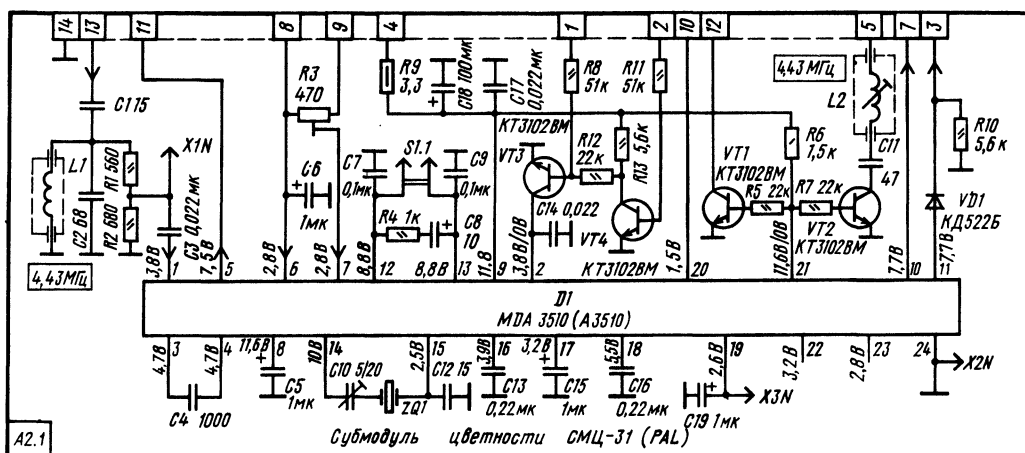 14 13 11 8 9 4 1 2 10 12 5 7 3
C1 15
R3
470
R9
3,3
C18 100мк
+
C17
0,022мк
R8
51к
R11
51к
4,43 МГц
L2
C11
47
R10
5,6к
L1
C2 68
R1 560
R2 680
X1N
C3 0,022мк
+
C6
1мк
C7
0,1мк
S1.1
C9
0,1мк
R4 1к
+
C8
10
КТ3102ВМ
VT3
R12
22к
R13 5,6к
C14 0,022
VT4
КТ3102ВМ
R6
7,5к
VT1
КТ3102ВМ
R5 22к
R7 22к
VT2
КТ3102ВМ
VD1
КД522Б
4,43МГц
3,8В 1
7,5В 5
2,8В 6
2,8В 7
8,8В 12
8,8В 13
11,8 9
3,8В/0В 2
1,5В 20
11,6В/0В 21
7,7В 10
7,7В 11
D1
MDA 3510 (A3510)
4,7В 3
4,7В 4
11,6В 8
10В 14
2,5В 15
3,9В 16
3,2В 17
5,5В 18
2,6В 19
3,2В 22
2,8В 23
24
C4 1000
+
C5
1мк
C10 5/20
ZQ1
C12 15
C13
0,22мк
+
C15
1мк
C16
0,22мк
+
C19 1мк
X3N
X2N
A2.1
Субмодуль цветности СМЦ-31 (PAL)